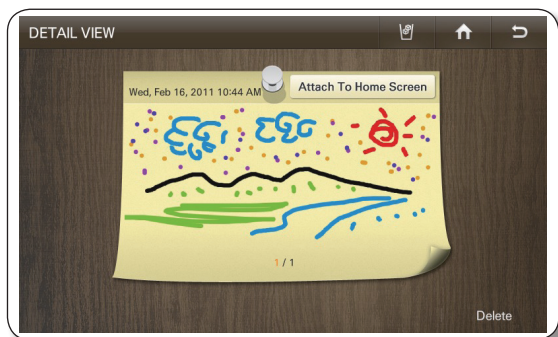 DETAIL VIEW
Wed, Feb 16, 2011 10:44 AM
Attach To Home Screen
1 / 1
Delete